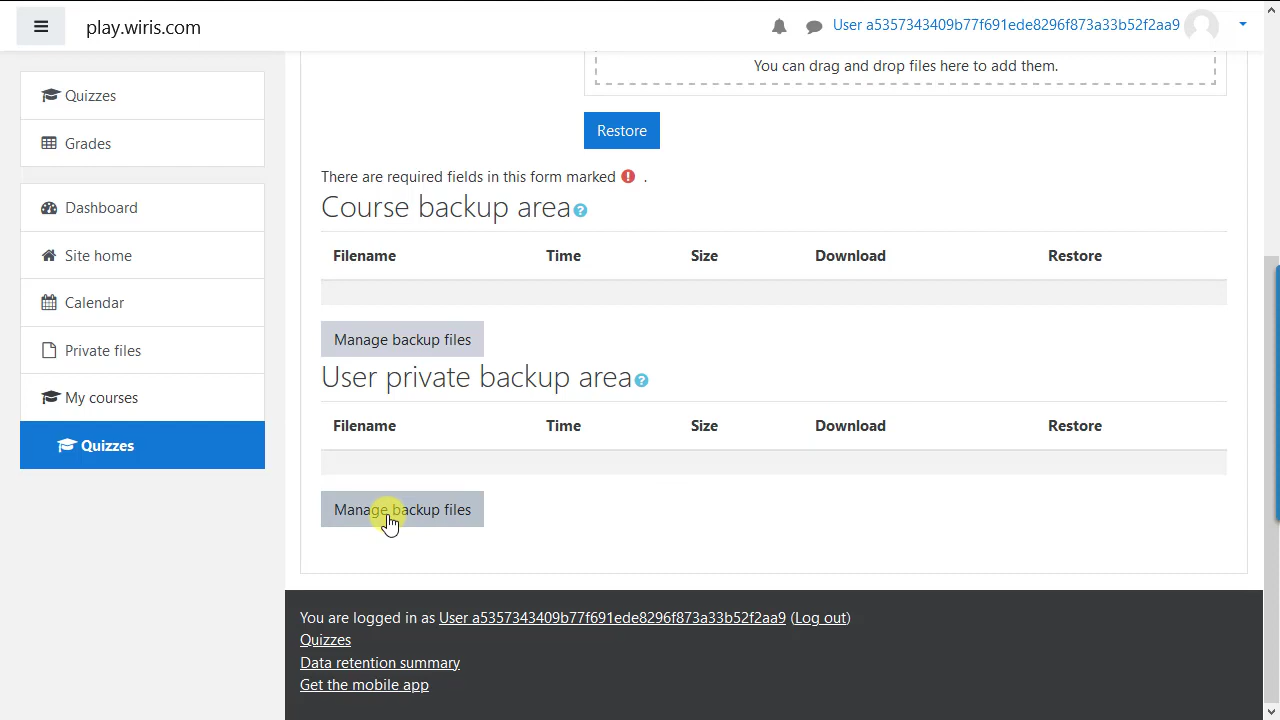 play.wiris.com
User a5357343409b77f691ede8296f873a33b52f2aa9
Quizzes
Grades
Dashboard
Site home
Calendar
Private files
My courses
Quizzes
You can drag and drop files here to add them.
Restore
There are required fields in this form marked ! .
Course backup area ?
Filename Time Size Download Restore
Manage backup files
User private backup area ?
Filename Time Size Download Restore
Manage backup files
You are logged in as User a5357343409b77f691ede8296f873a33b52f2aa9 (Log out)
Quizzes
Data retention summary
Get the mobile app